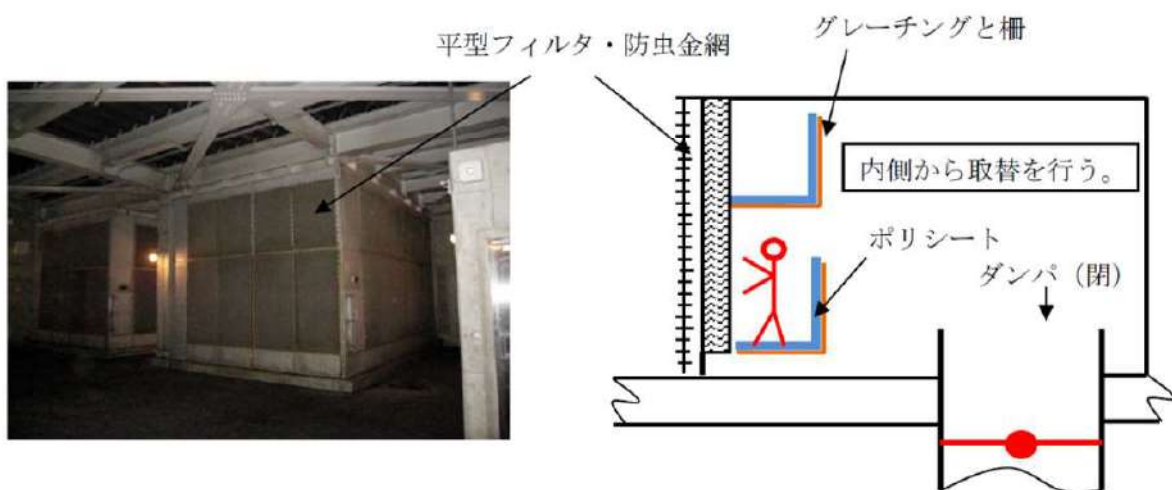 平型フィルタ・防虫金網
グレーチングと柵
内側から取替を行う。
ポリシート
ダンパ（閉）